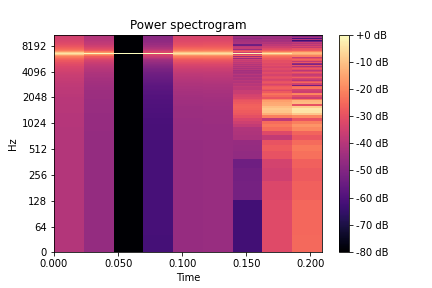 Power spectrogram
Hz
8192
4096
2048
1024
512
256
128
64
0
0.000 0.050 0.100 0.150 0.200
Time
+0 dB
-10 dB
-20 dB
-30 dB
-40 dB
-50 dB
-60 dB
-70 dB
-80 dB